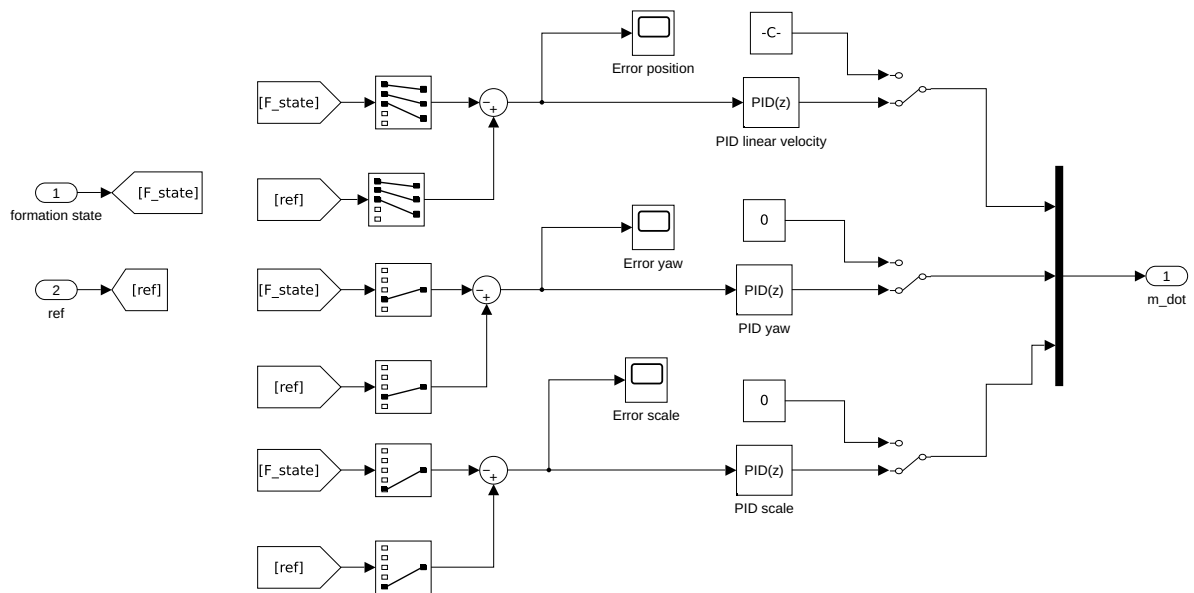 -C-
Error position
[F_state]
−
+
PID(z)
PID linear velocity
1
[F_state]
formation state
[ref]
0
Error yaw
2
[ref]
ref
[F_state]
−
+
PID(z)
PID yaw
1
m_dot
[ref]
Error scale
0
[F_state]
−
+
PID(z)
PID scale
[ref]